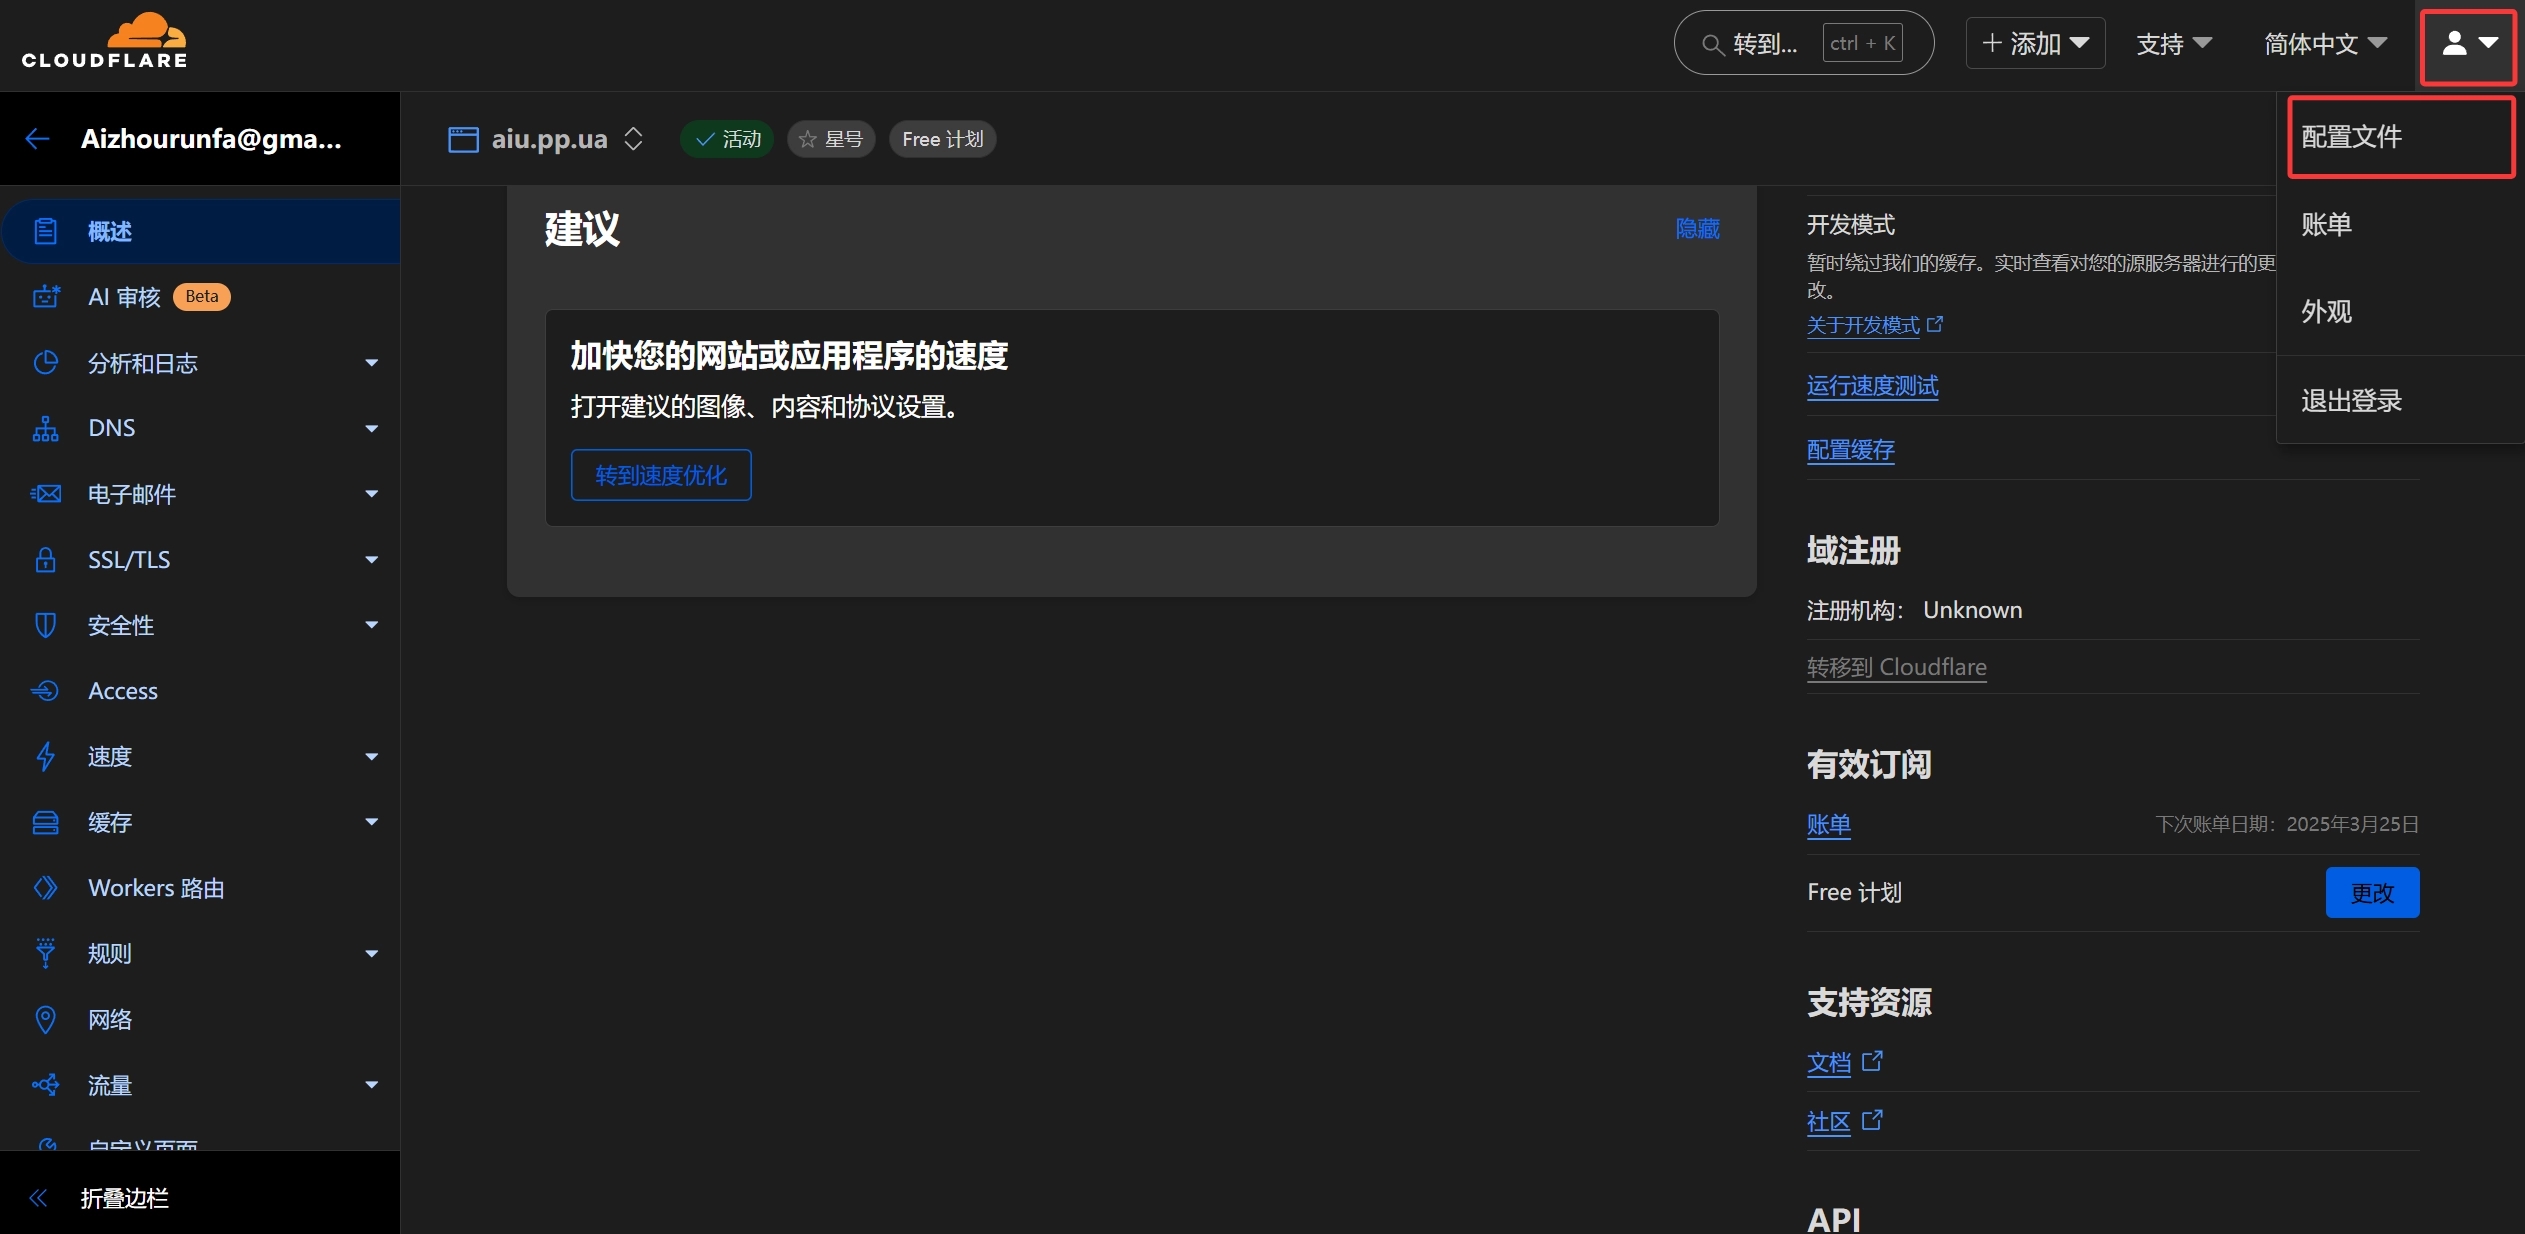 CLOUDFLARE
转到... ctrl + K
添加
支持
简体中文
Aizhourunfa@gma...
aiu.pp.ua
活动
星号
Free 计划
配置文件
账单
外观
退出登录
概述
AI 审核 Beta
分析和日志
DNS
电子邮件
SSL/TLS
安全性
Access
速度
缓存
Workers 路由
规则
网络
流量
自定义页面
折叠边栏
建议
隐藏
加快您的网站或应用程序的速度
打开建议的图像、内容和协议设置。
转到速度优化
开发模式
暂时绕过我们的缓存。实时查看对您的源服务器进行的更
改。
关于开发模式
运行速度测试
配置缓存
域注册
注册机构： Unknown
转移到 Cloudflare
有效订阅
账单
下次账单日期：2025年3月25日
Free 计划
更改
支持资源
文档
社区
API